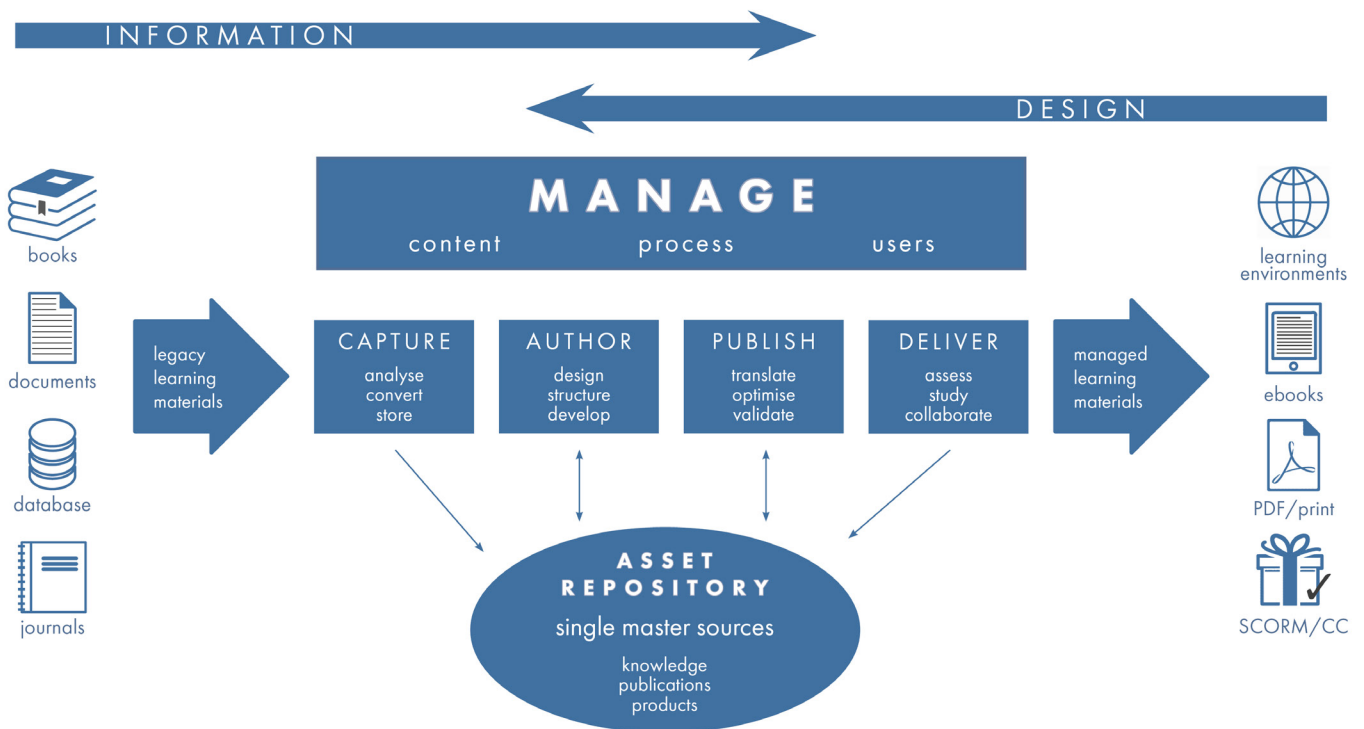 INFORMATION
DESIGN
MANAGE
content process users
books
documents
database
journals
legacy
learning
materials
CAPTURE
analyse
convert
store
AUTHOR
design
structure
develop
PUBLISH
translate
optimise
validate
DELIVER
assess
study
collaborate
managed
learning
materials
learning
environments
ebooks
PDF/print
SCORM/CC
ASSET
REPOSITORY
single master sources
knowledge
publications
products